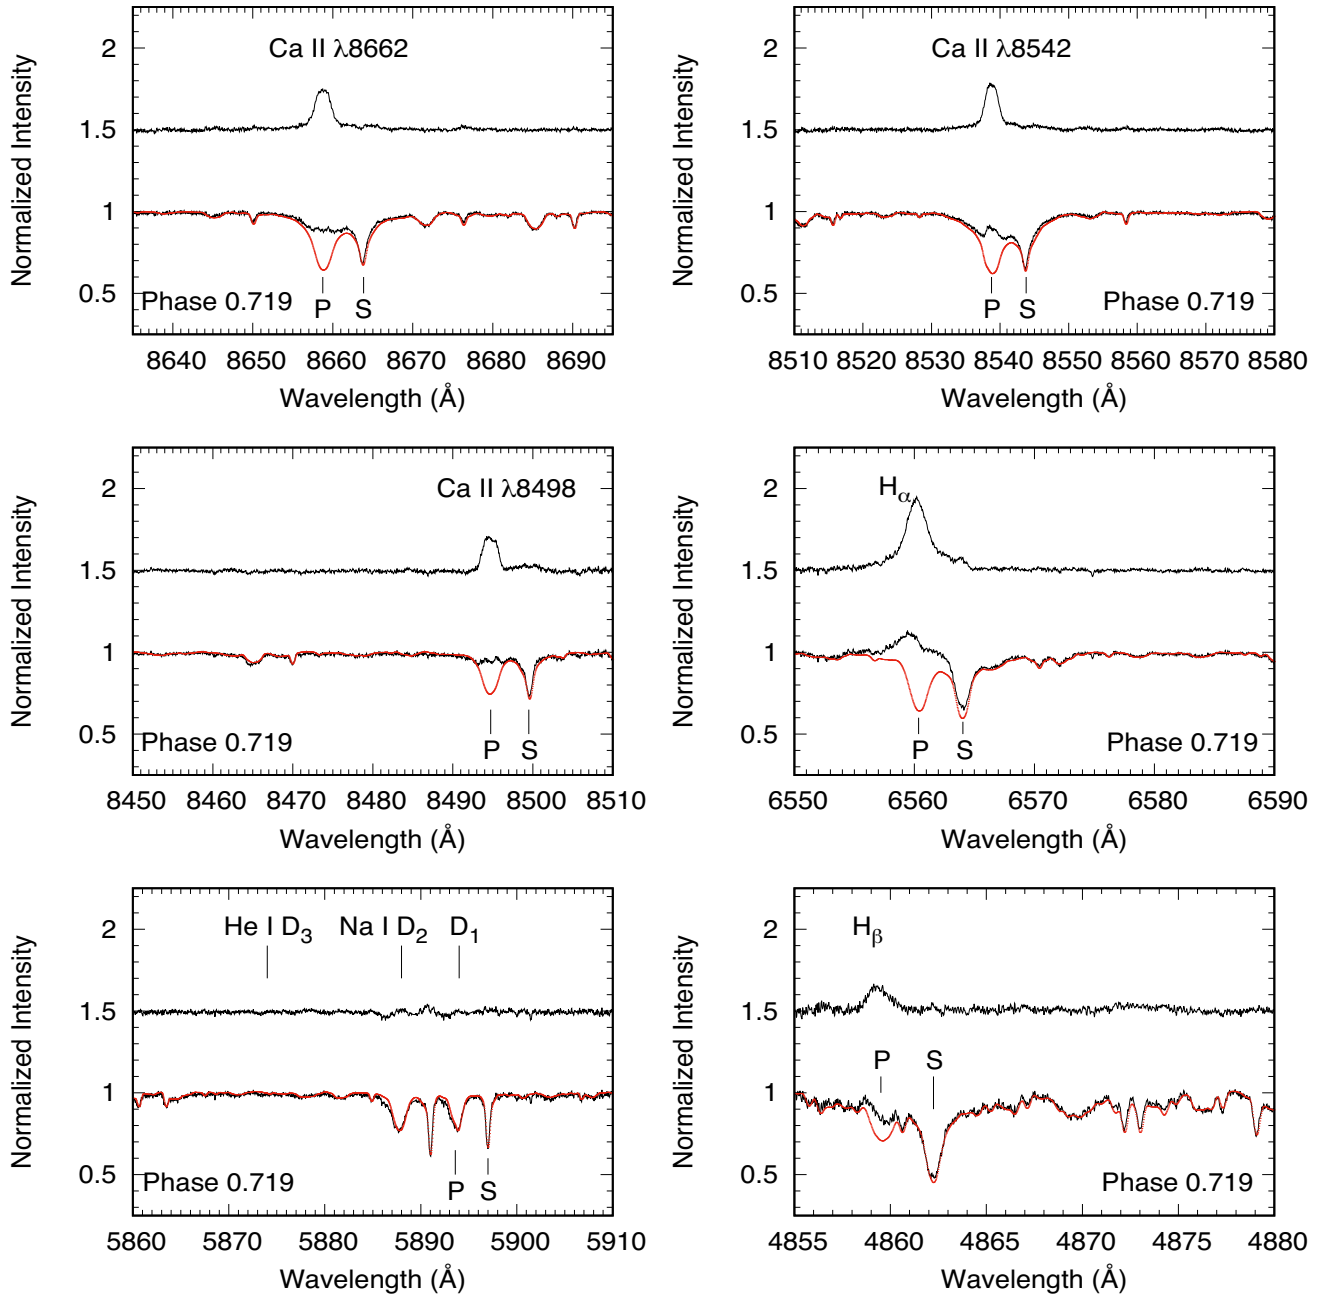 Normalized Intensity
2
1.5
1
0.5
Ca II λ8662
Phase 0.719
P S
8640 8650 8660 8670 8680 8690
Wavelength (Å)
Normalized Intensity
2
1.5
1
0.5
Ca II λ8542
P S
Phase 0.719
8510 8520 8530 8540 8550 8560 8570 8580
Wavelength (Å)
Normalized Intensity
2
1.5
1
0.5
Ca II λ8498
Phase 0.719
P S
8450 8460 8470 8480 8490 8500 8510
Wavelength (Å)
Normalized Intensity
2
1.5
1
0.5
Hα
P S
Phase 0.719
6550 6560 6570 6580 6590
Wavelength (Å)
Normalized Intensity
2
1.5
1
0.5
He I D3 Na I D2 D1
Phase 0.719
P S
5860 5870 5880 5890 5900 5910
Wavelength (Å)
Normalized Intensity
2
1.5
1
0.5
Hβ
P S
Phase 0.719
4855 4860 4865 4870 4875 4880
Wavelength (Å)